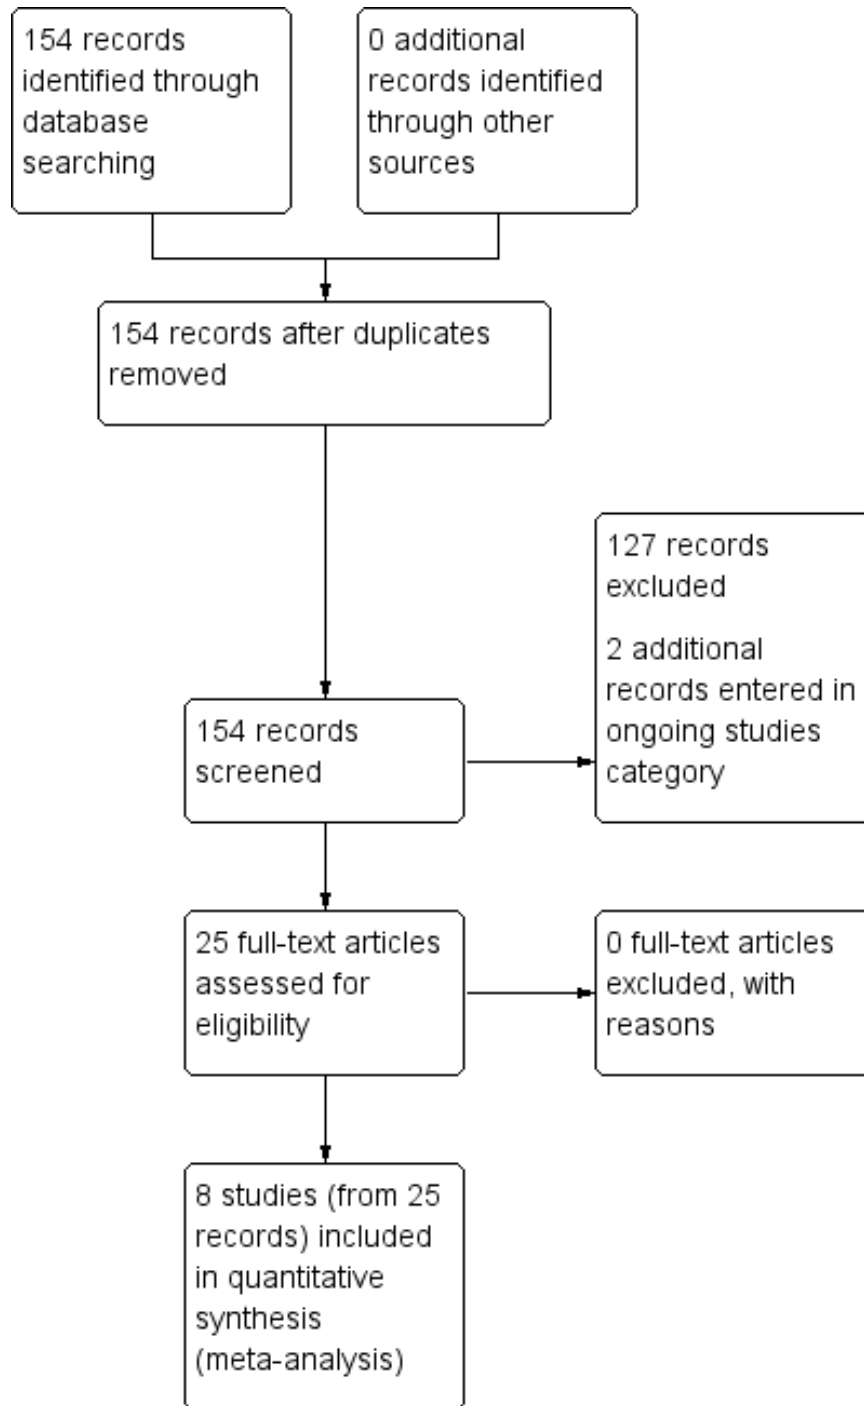 154 records
identified through
database
searching
0 additional
records identified
through other
sources
154 records after duplicates
removed
127 records
excluded
2 additional
records entered in
ongoing studies
category
154 records
screened
25 full-text articles
assessed for
eligibility
0 full-text articles
excluded, with
reasons
8 studies (from 25
records) included
in quantitative
synthesis
(meta-analysis)